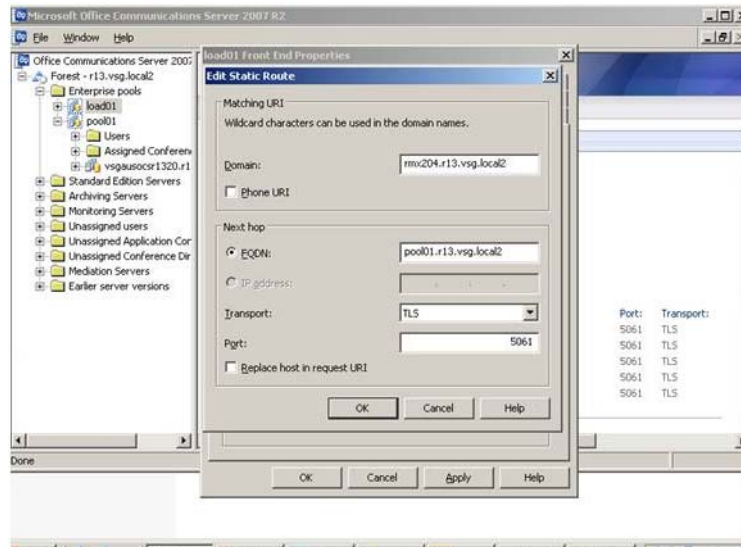 Microsoft Office Communications Server 2007 R2
File Window Help
Office Communications Server 2007
Forest - r13.vsg.local2
Enterprise pools
load01
pool01
Users
Assigned Conferen
vsgausocsr1320.r1
Standard Edition Servers
Archiving Servers
Monitoring Servers
Unassigned users
Unassigned Application Cor
Unassigned Conference Dir
Mediation Servers
Earlier server versions
Done
load01 Front End Properties
Edit Static Route
Matching URI
Wildcard characters can be used in the domain names.
Domain: rmx204.r13.vsg.local2
Phone URI
Next hop
FQDN: pool01.r13.vsg.local2
IP address:
Transport: TLS
Port: 5061
Replace host in request URI
OK Cancel Help
OK Cancel Apply Help
Port: Transport:
5061 TLS
5061 TLS
5061 TLS
5061 TLS
5061 TLS